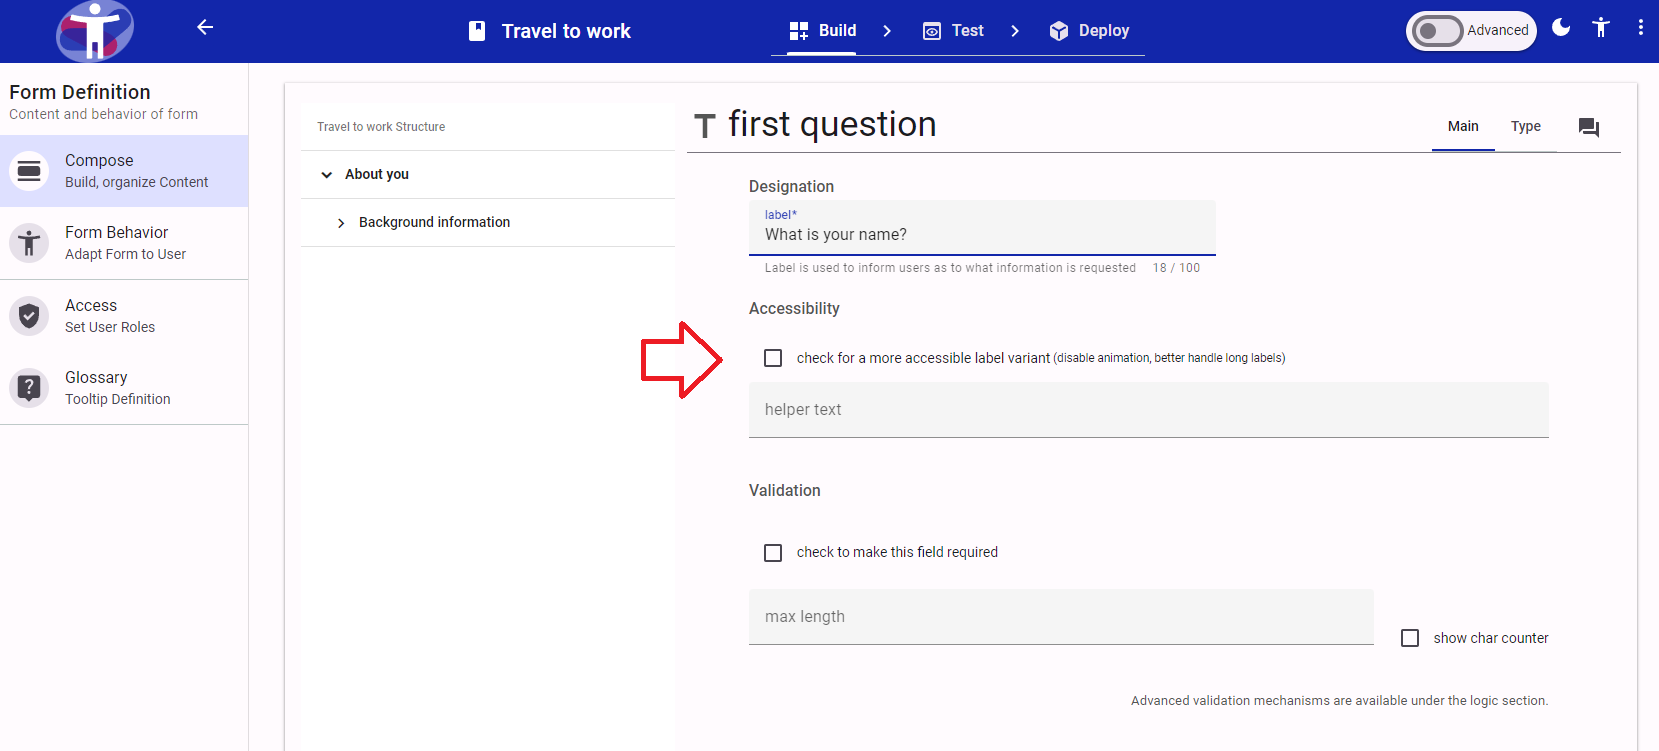 Travel to work
Build
Test
Deploy
Advanced
Form Definition
Content and behavior of form
Compose
Build, organize Content
Form Behavior
Adapt Form to User
Access
Set User Roles
Glossary
Tooltip Definition
Travel to work Structure
About you
Background information
T first question
Main
Type
Designation
label*
What is your name?
Label is used to inform users as to what information is requested 18 / 100
Accessibility
check for a more accessible label variant (disable animation, better handle long labels)
helper text
Validation
check to make this field required
max length
show char counter
Advanced validation mechanisms are available under the logic section.